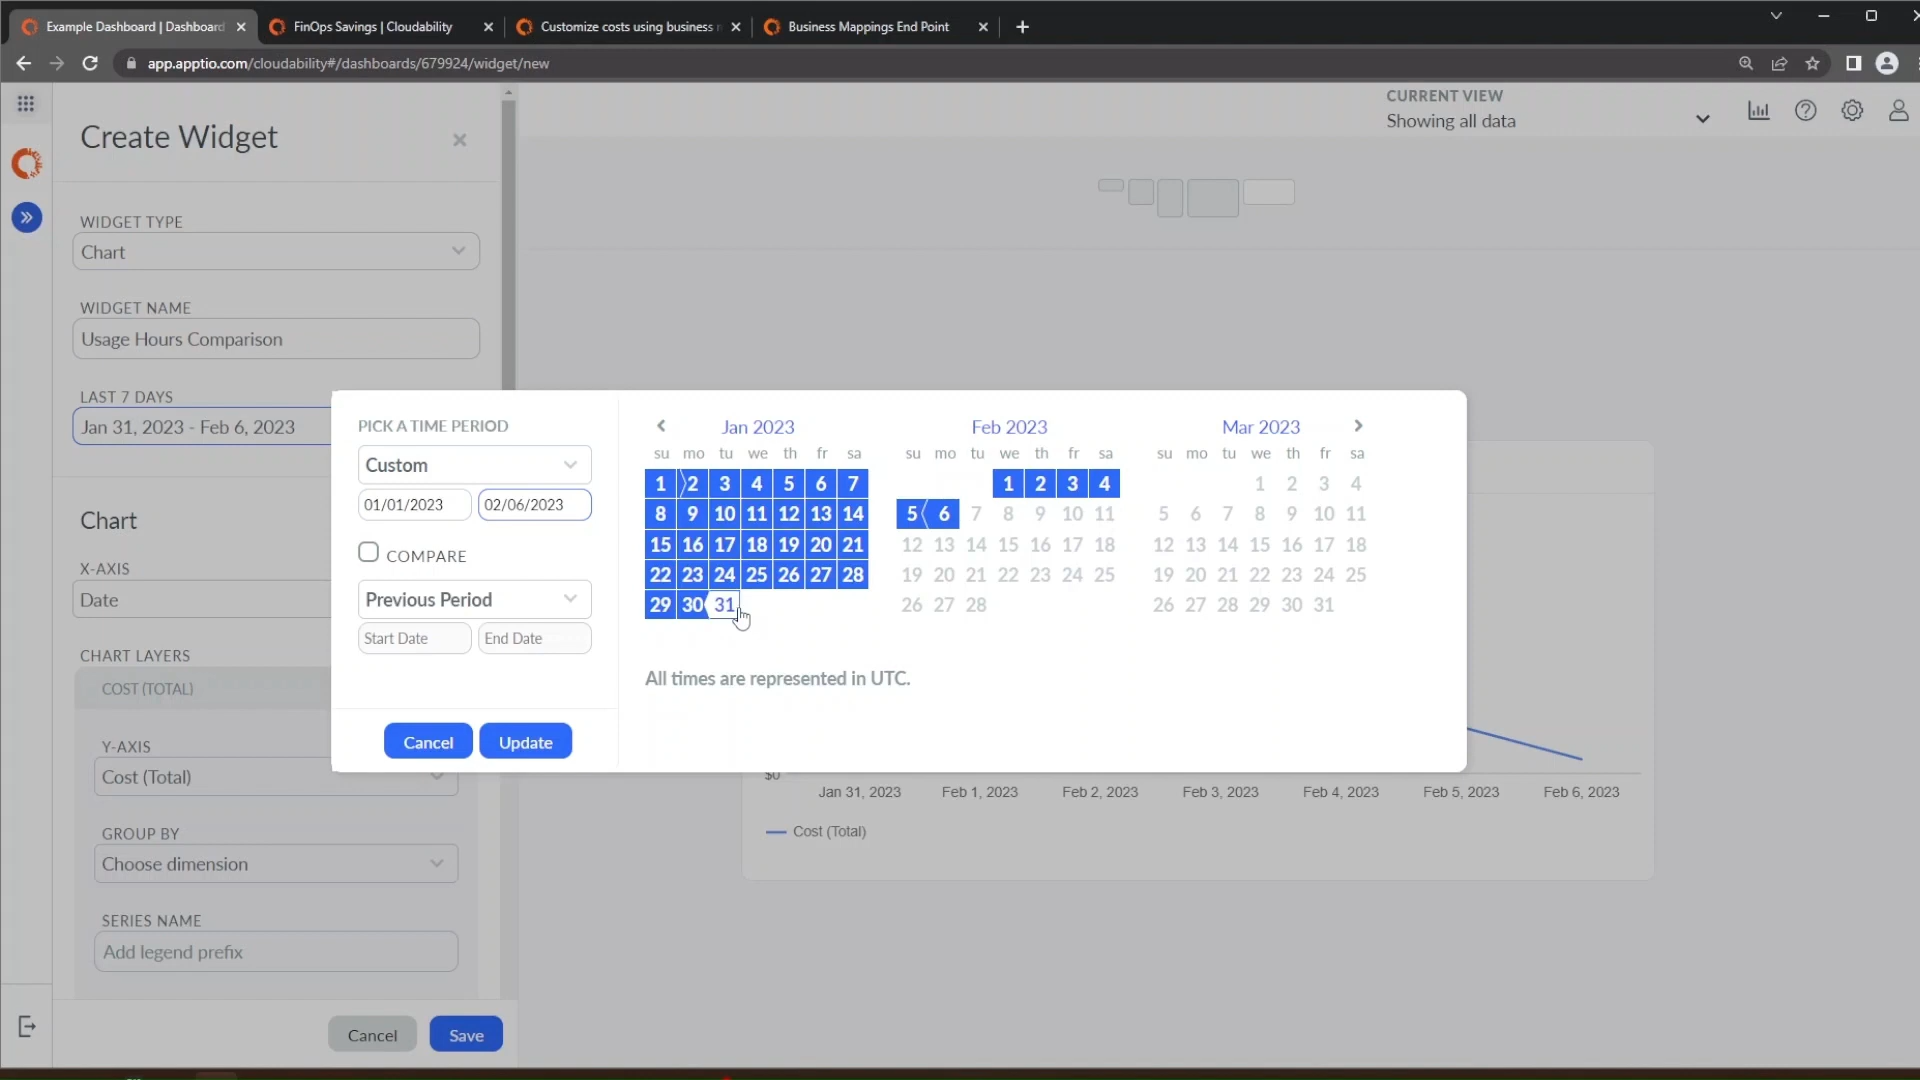 Example Dashboard | Dashboard
FinOps Savings | Cloudability
Customize costs using business
Business Mappings End Point
app.apptio.com/cloudability#/dashboards/679924/widget/new
CURRENT VIEW
Showing all data
Create Widget
WIDGET TYPE
Chart
WIDGET NAME
Usage Hours Comparison
LAST 7 DAYS
Jan 31, 2023 - Feb 6, 2023
Chart
X-AXIS
Date
CHART LAYERS
COST (TOTAL)
Y-AXIS
Cost (Total)
GROUP BY
Choose dimension
SERIES NAME
Add legend prefix
Cancel Save
PICK A TIME PERIOD
Custom
01/01/2023 02/06/2023
COMPARE
Previous Period
Start Date End Date
Cancel Update
Jan 2023
su mo tu we th fr sa
1 2 3 4 5 6 7
8 9 10 11 12 13 14
15 16 17 18 19 20 21
22 23 24 25 26 27 28
29 30 31
Feb 2023
su mo tu we th fr sa
1 2 3 4
5 6 7 8 9 10 11
12 13 14 15 16 17 18
19 20 21 22 23 24 25
26 27 28
Mar 2023
su mo tu we th fr sa
1 2 3 4
5 6 7 8 9 10 11
12 13 14 15 16 17 18
19 20 21 22 23 24 25
26 27 28 29 30 31
All times are represented in UTC.
$0
Jan 31, 2023 Feb 1, 2023 Feb 2, 2023 Feb 3, 2023 Feb 4, 2023 Feb 5, 2023 Feb 6, 2023
Cost (Total)